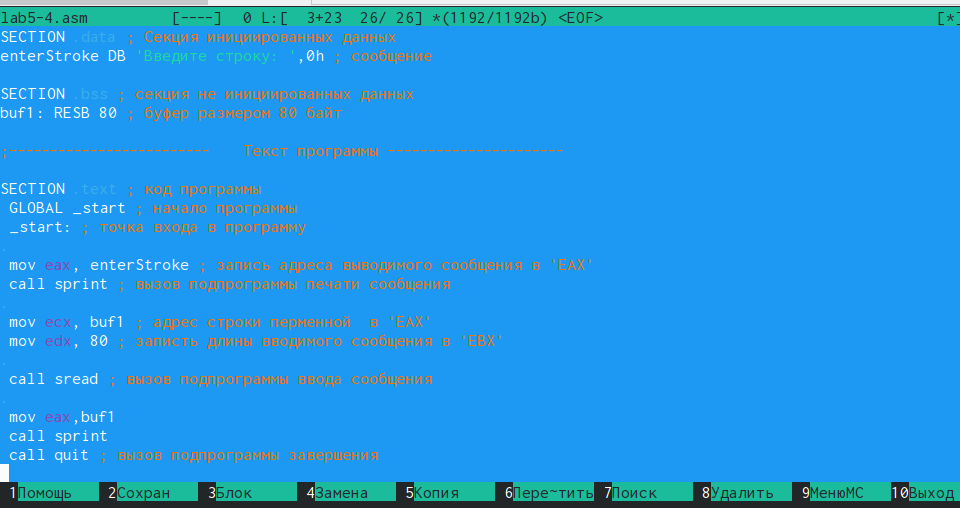 lab5-4.asm [----] 0 L:[ 3+23 26/ 26] *(1192/1192b) <EOF> [*]
SECTION .data ; Секция инициированных данных
enterStroke DB 'Введите строку: ',0h ; сообщение
SECTION .bss ; секция не инициированных данных
buf1: RESB 80 ; буфер размером 80 байт
;------------------------- Текст программы ----------------------
SECTION .text ; код программы
GLOBAL _start ; начало программы
_start: ; точка входа в программу
.
mov eax, enterStroke ; запись адреса выводимого сообщения в 'EAX'
call sprint ; вызов подпрограммы печати сообщения
.
mov ecx, buf1 ; адрес строки перменной в 'EAX'
mov edx, 80 ; записть длины вводимого сообщения в 'EBX'
.
call sread ; вызов подпрограммы ввода сообщения
.
mov eax,buf1
call sprint
call quit ; вызов подпрограммы завершения
1Помощь 2Сохран 3Блок 4Замена 5Копия 6Пере~тить 7Поиск 8Удалить 9МенюMC 10Выход